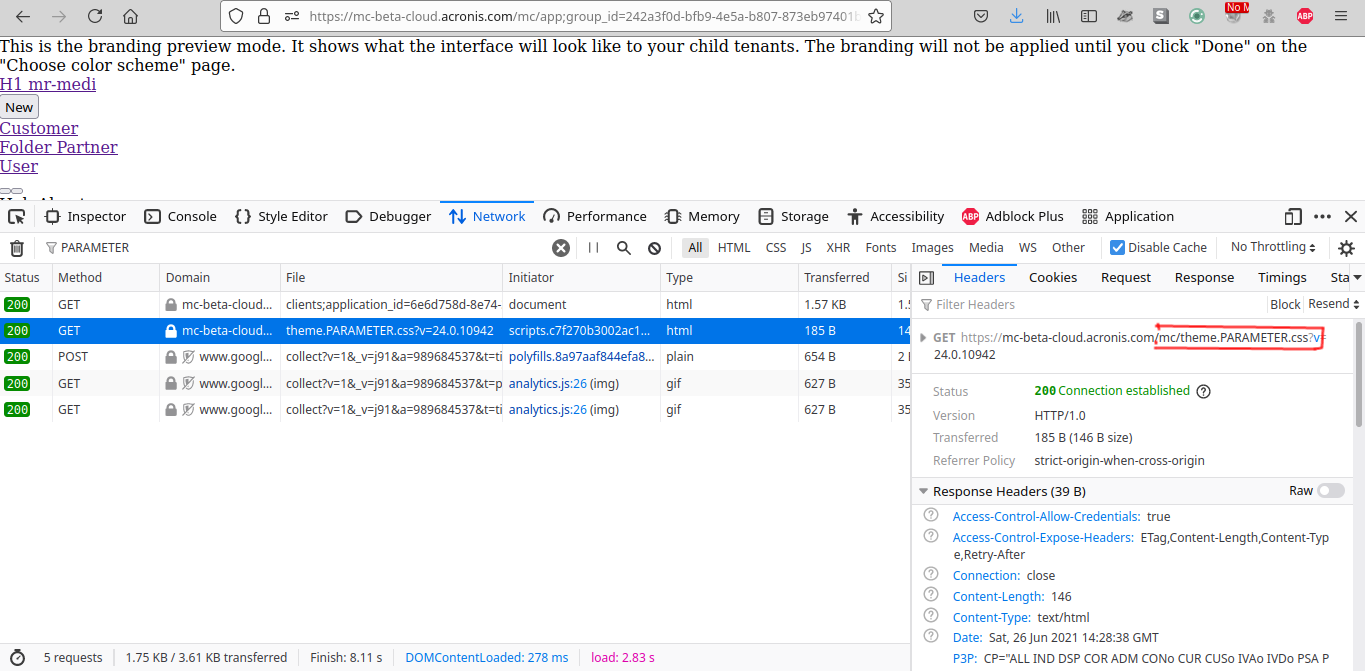 https://mc-beta-cloud.acronis.com/mc/app;group_id=242a3f0d-bfb9-4e5a-b807-873eb97401b
No M
S
ABP
This is the branding preview mode. It shows what the interface will look like to your child tenants. The branding will not be applied until you click "Done" on the
"Choose color scheme" page.
H1 mr-medi
New
Customer
Folder Partner
User
Inspector Console Style Editor Debugger Network Performance Memory Storage Accessibility ABP Adblock Plus Application
PARAMETER
All HTML CSS JS XHR Fonts Images Media WS Other Disable Cache No Throttling
Status Method Domain File Initiator Type Transferred Si
Headers Cookies Request Response Timings Sta
200 GET mc-beta-cloud... clients;application_id=6e6d758d-8e74- document html 1.57 KB 1.5
200 GET mc-beta-cloud... theme.PARAMETER.css?v=24.0.10942 scripts.c7f270b3002ac1... html 185 B 14
200 POST www.googl... collect?v=1&_v=j91&a=989684537&t=ti polyfills.8a97aaf844efa8... plain 654 B 2
200 GET www.googl... collect?v=1&_v=j91&a=989684537&t=p analytics.js:26 (img) gif 627 B 35
200 GET www.googl... collect?v=1&_v=j91&a=989684537&t=ti analytics.js:26 (img) gif 627 B 35
Filter Headers Block Resend
GET https://mc-beta-cloud.acronis.com/mc/theme.PARAMETER.css?v=
24.0.10942
Status 200 Connection established
Version HTTP/1.0
Transferred 185 B (146 B size)
Referrer Policy strict-origin-when-cross-origin
Response Headers (39 B) Raw
Access-Control-Allow-Credentials: true
Access-Control-Expose-Headers: ETag,Content-Length,Content-Typ
e,Retry-After
Connection: close
Content-Length: 146
Content-Type: text/html
Date: Sat, 26 Jun 2021 14:28:38 GMT
P3P: CP="ALL IND DSP COR ADM CONo CUR CUSo IVAo IVDo PSA P
5 requests 1.75 KB / 3.61 KB transferred Finish: 8.11 s DOMContentLoaded: 278 ms load: 2.83 s